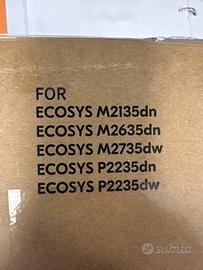 FOR
ECOSYS M2135dn
ECOSYS M2635dn
ECOSYS M2735dw
ECOSYS P2235dn
ECOSYS P2235dw
subito